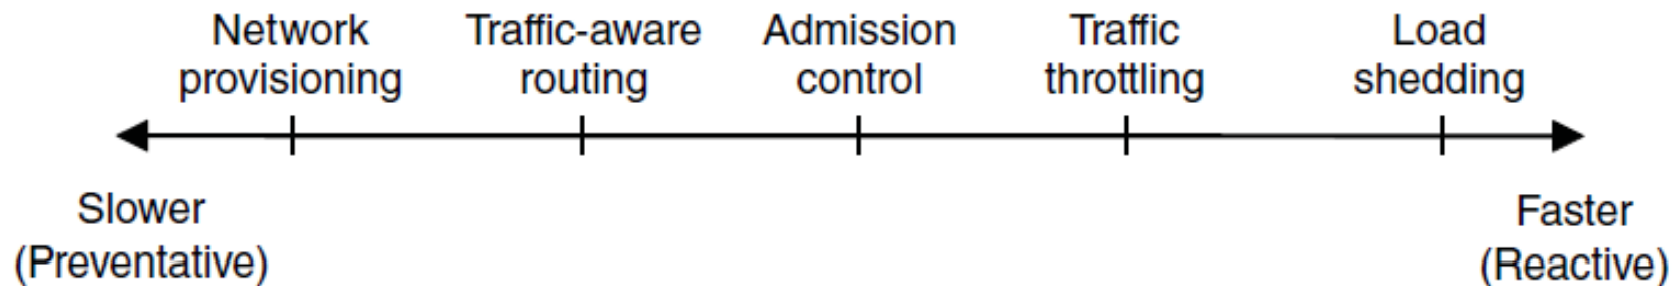 Network
provisioning
Traffic-aware
routing
Admission
control
Traffic
throttling
Load
shedding
Slower
(Preventative)
Faster
(Reactive)